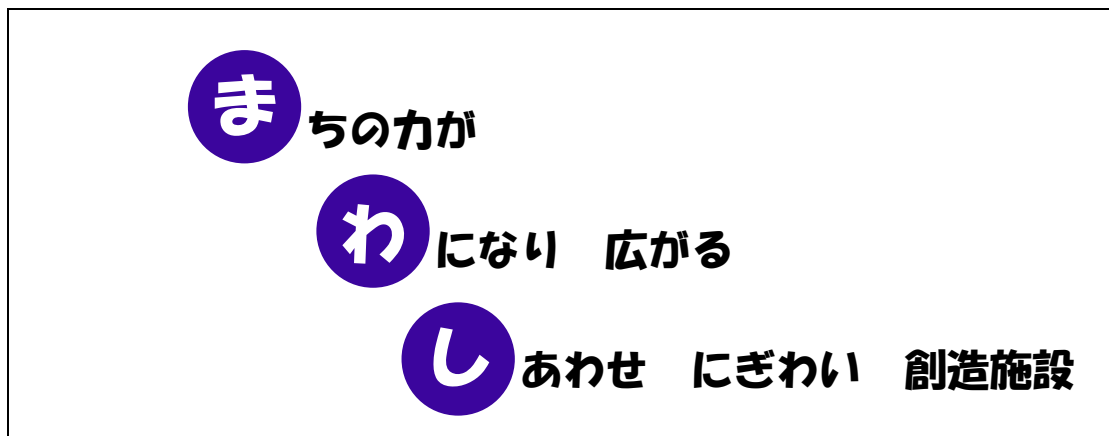 まちの力が
わになり　広がる
しあわせ　にぎわい　創造施設